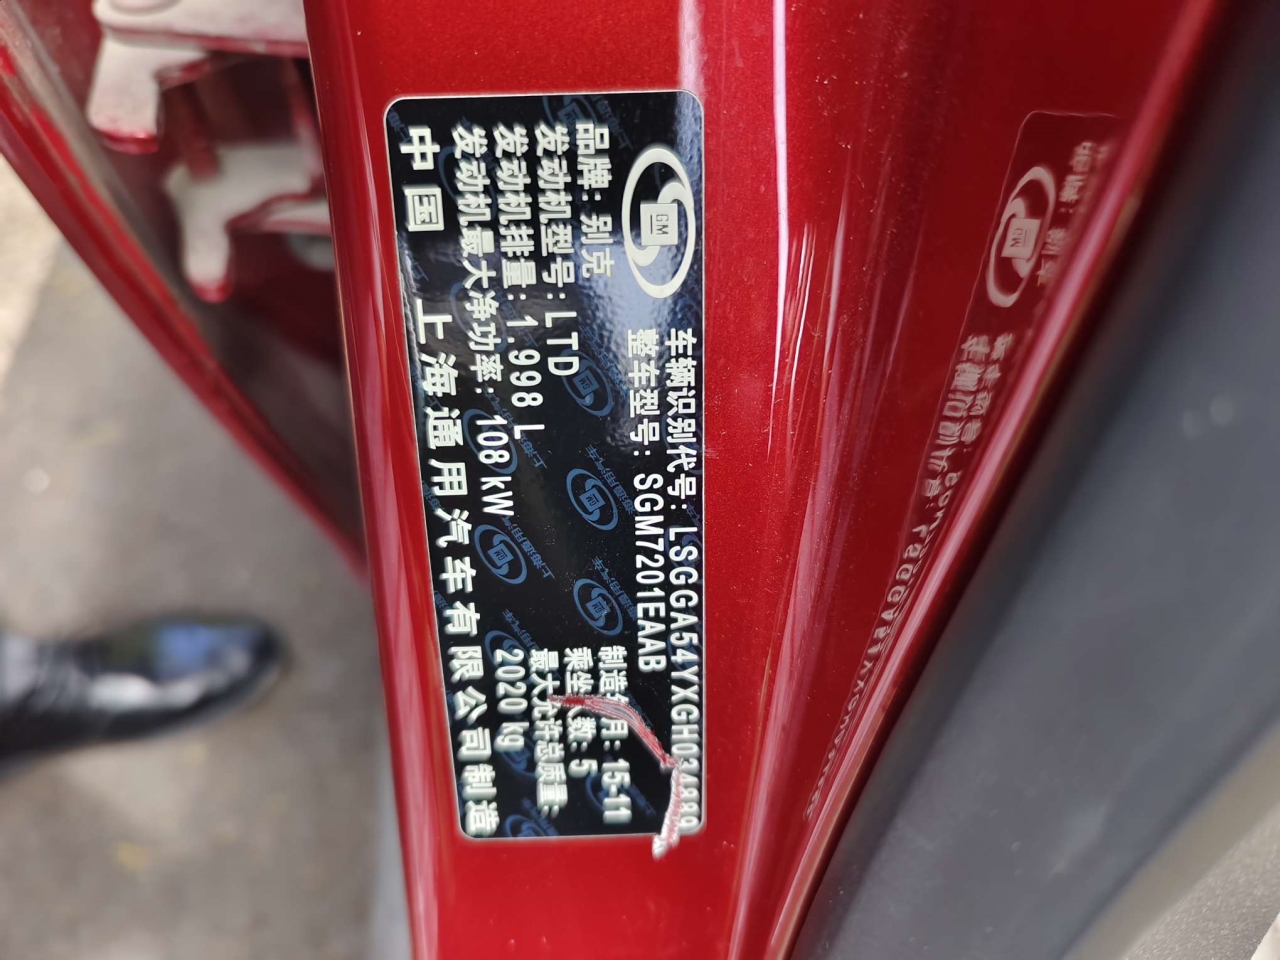 GM
品牌: 别克
车辆识别代号: LSGGA54YXGH034889
整车型号: SGM7201EAAB
发动机型号: LTD
制造年月: 15-11
发动机排量: 1.998 L
乘坐人数: 5
发动机最大净功率: 108 kW
最大允许总质量: 2020 kg
中国 上海通用汽车有限公司制造